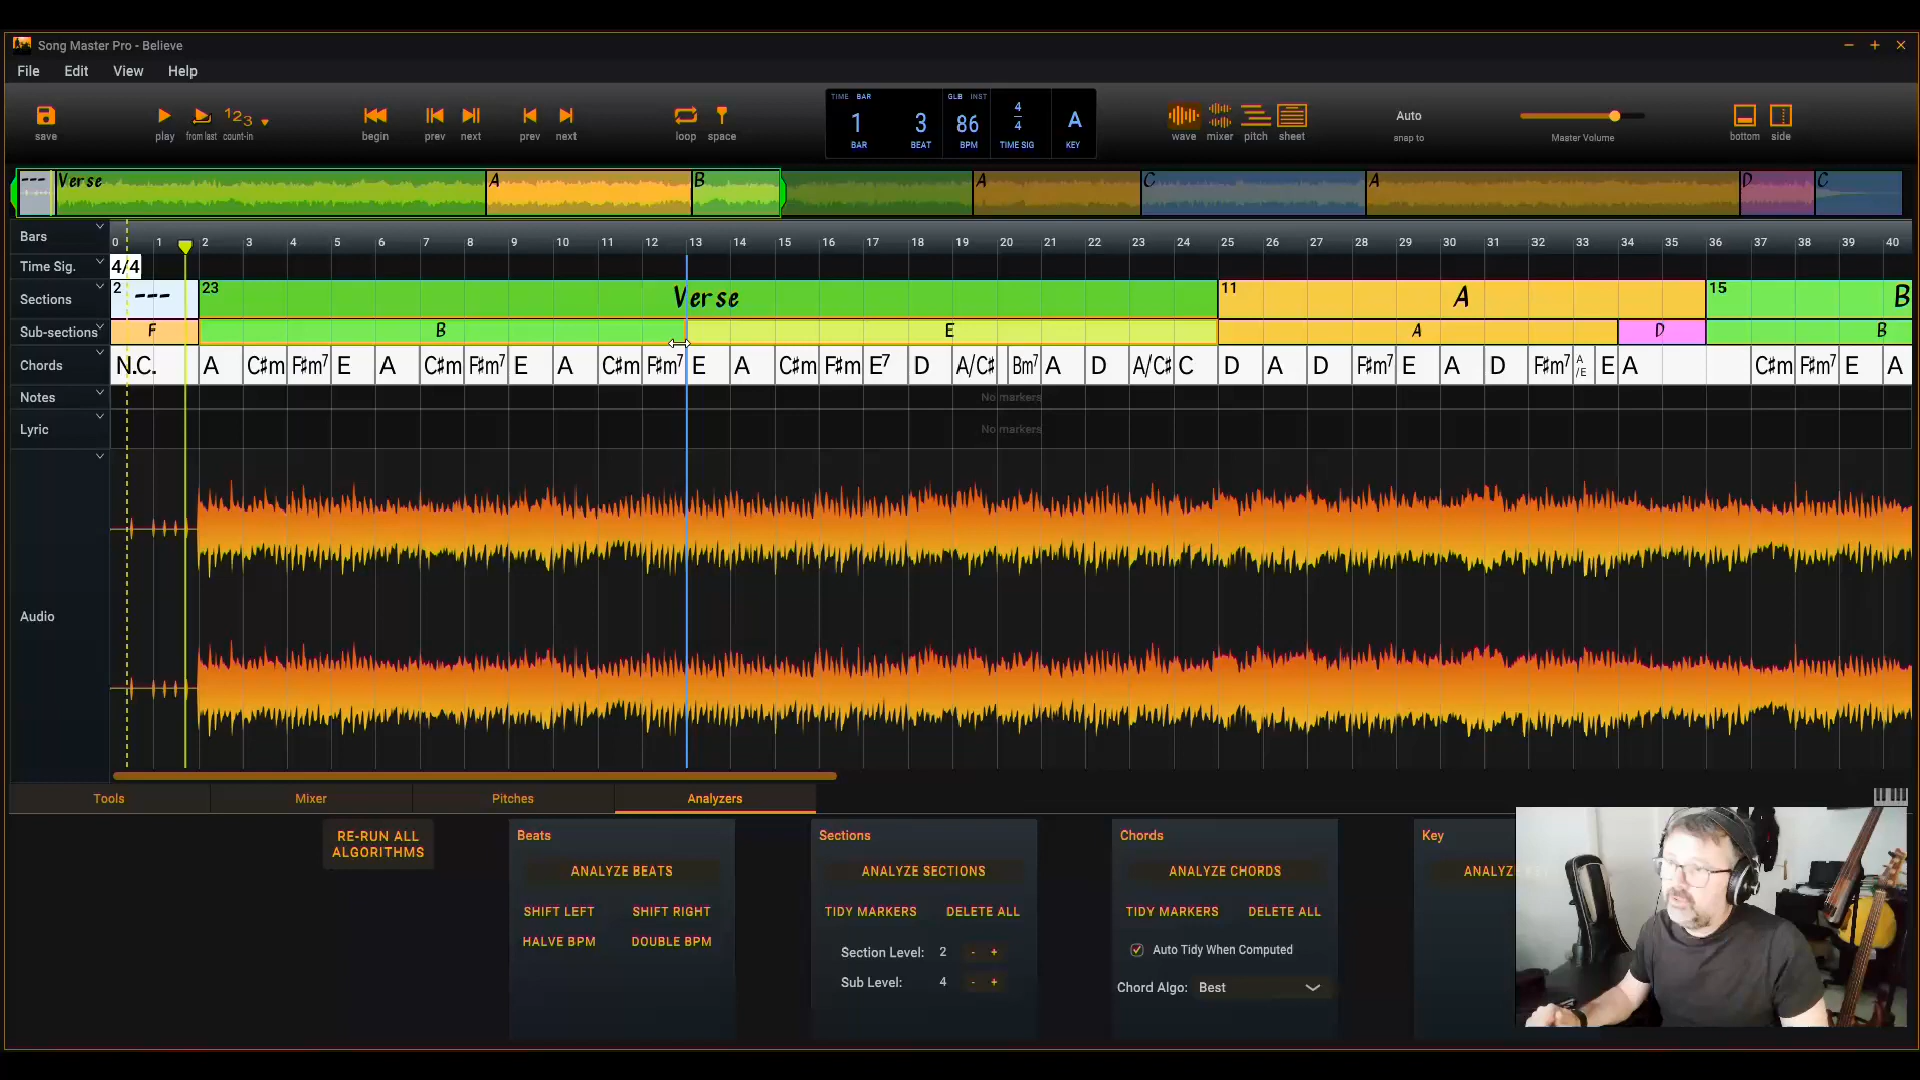 Song Master Pro - Believe
File Edit View Help
save play from last 123 count-in begin prev next prev next loop space
TIME BAR GLB INST
1 3 86 4/4 A
BAR BEAT BPM TIME SIG KEY
wave mixer pitch sheet
Auto
snap to
Master Volume
bottom side
--- Verse A B A C A D C
Bars 0 1 2 3 4 5 6 7 8 9 10 11 12 13 14 15 16 17 18 19 20 21 22 23 24 25 26 27 28 29 30 31 32 33 34 35 36 37 38 39 40
Time Sig. 4/4
Sections 2 --- 23 Verse 11 A 15 B
Sub-sections F B E A D B
Chords N.C. A C#m F#m7 E A C#m F#m7 E A C#m F#m7 E A C#m F#m E7 D A/C# Bm7 A D A/C# C D A D F#m7 E A D F#m7 A/E E A C#m F#m7 E A
Notes No markers
Lyric No markers
Audio
Tools Mixer Pitches Analyzers
RE-RUN ALL
ALGORITHMS
Beats
ANALYZE BEATS
SHIFT LEFT SHIFT RIGHT
HALVE BPM DOUBLE BPM
Sections
ANALYZE SECTIONS
TIDY MARKERS DELETE ALL
Section Level: 2 - +
Sub Level: 4 - +
Chords
ANALYZE CHORDS
TIDY MARKERS DELETE ALL
Auto Tidy When Computed
Chord Algo: Best
Key